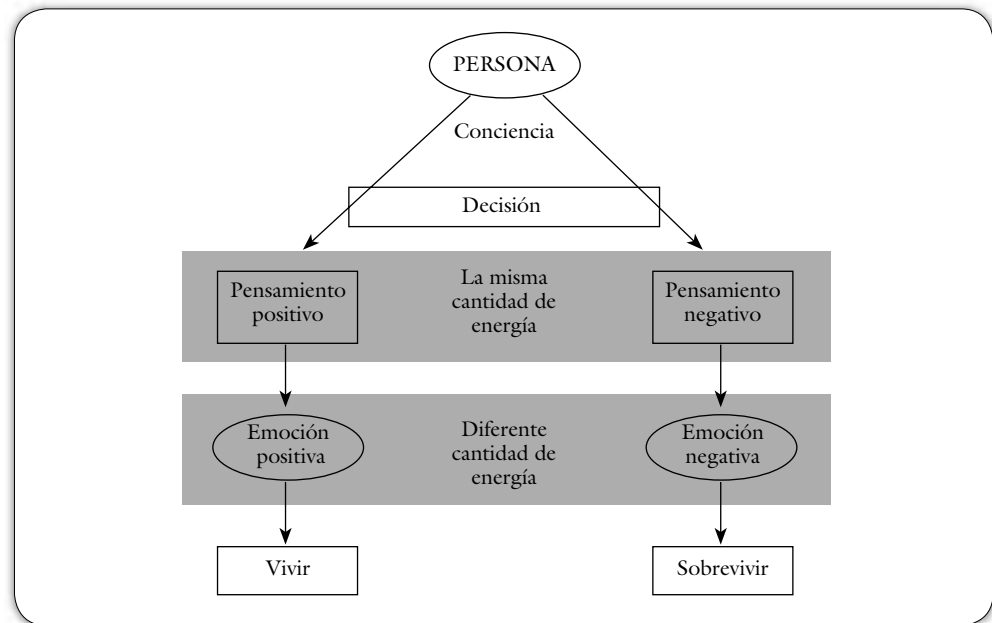 PERSONA
Conciencia
Decisión
Pensamiento
positivo
La misma
cantidad de
energía
Pensamiento
negativo
Emoción
positiva
Diferente
cantidad de
energía
Emoción
negativa
Vivir
Sobrevivir